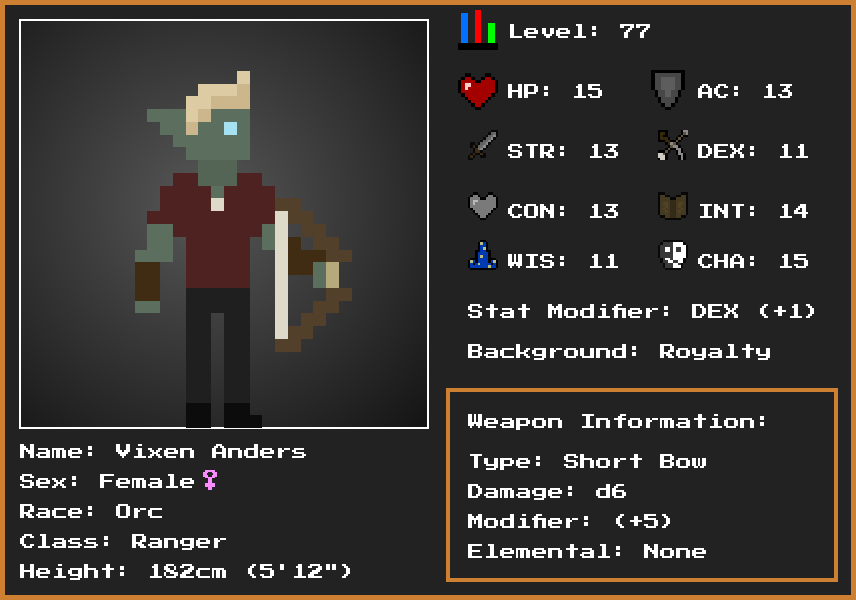 Level: 77
HP: 15 AC: 13
STR: 13 DEX: 11
CON: 13 INT: 14
WIS: 11 CHA: 15
Stat Modifier: DEX (+1)
Background: Royalty
Weapon Information:
Type: Short Bow
Damage: d6
Modifier: (+5)
Elemental: None
Name: Vixen Anders
Sex: Female♀
Race: Orc
Class: Ranger
Height: 182cm (5'12")